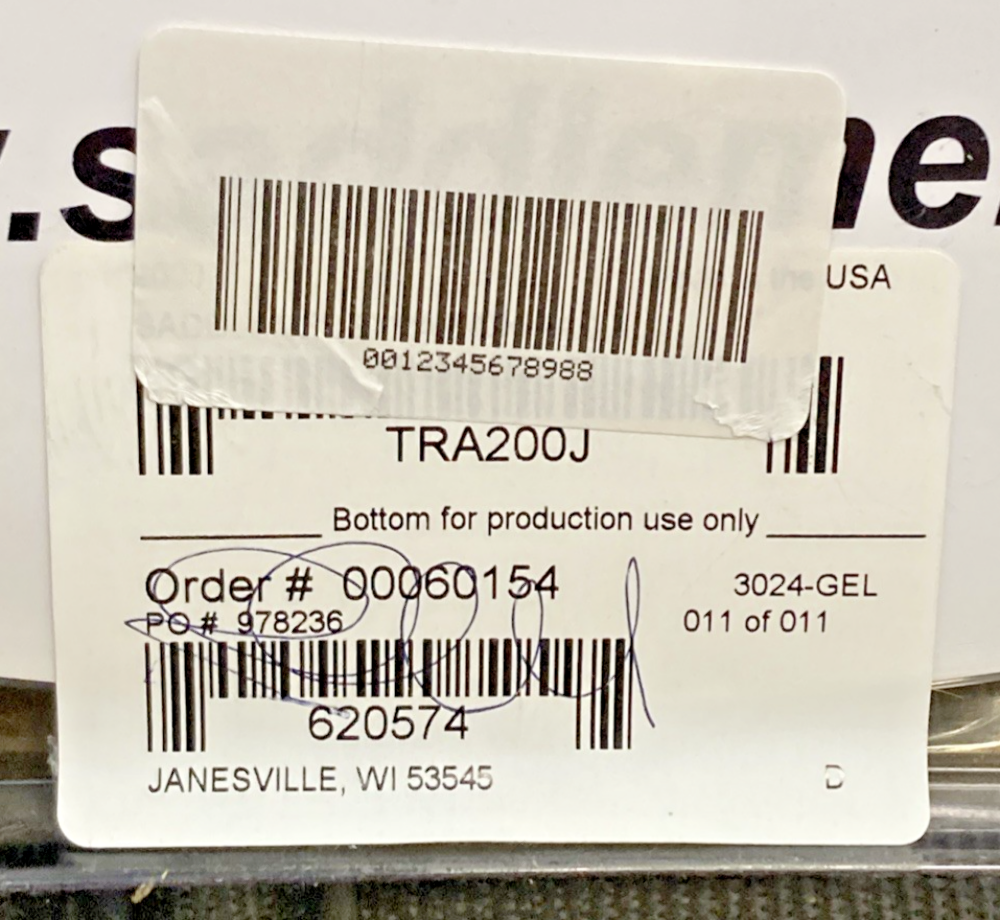 .s
ne.
USA
0012345678988
TRA200J
Bottom for production use only
Order # 00060154
3024-GEL
PO # 978236
011 of 011
620574
JANESVILLE, WI 53545
D